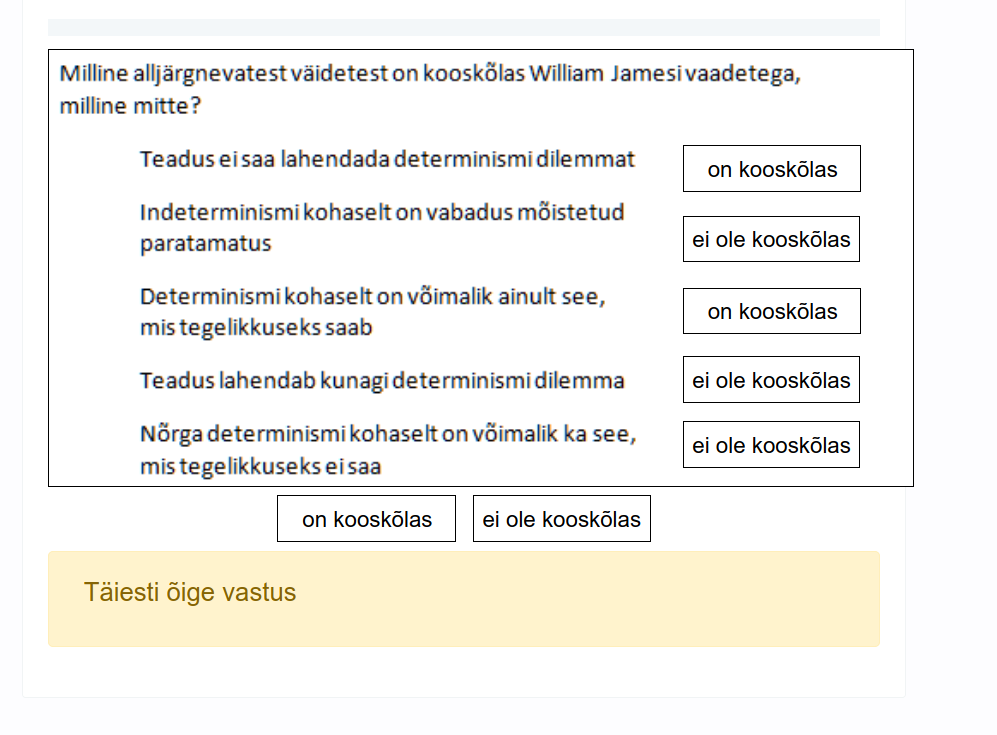 Milline alljärgnevatest väidetest on kooskõlas William Jamesi vaadetega,
milline mitte?
Teadus ei saa lahendada determinismi dilemmat
on kooskõlas
Indeterminismi kohaselt on vabadus mõistetud
paratamatus
ei ole kooskõlas
Determinismi kohaselt on võimalik ainult see,
mis tegelikkuseks saab
on kooskõlas
Teadus lahendab kunagi determinismi dilemma
ei ole kooskõlas
Nõrga determinismi kohaselt on võimalik ka see,
mis tegelikkuseks ei saa
ei ole kooskõlas
on kooskõlas ei ole kooskõlas
Täiesti õige vastus